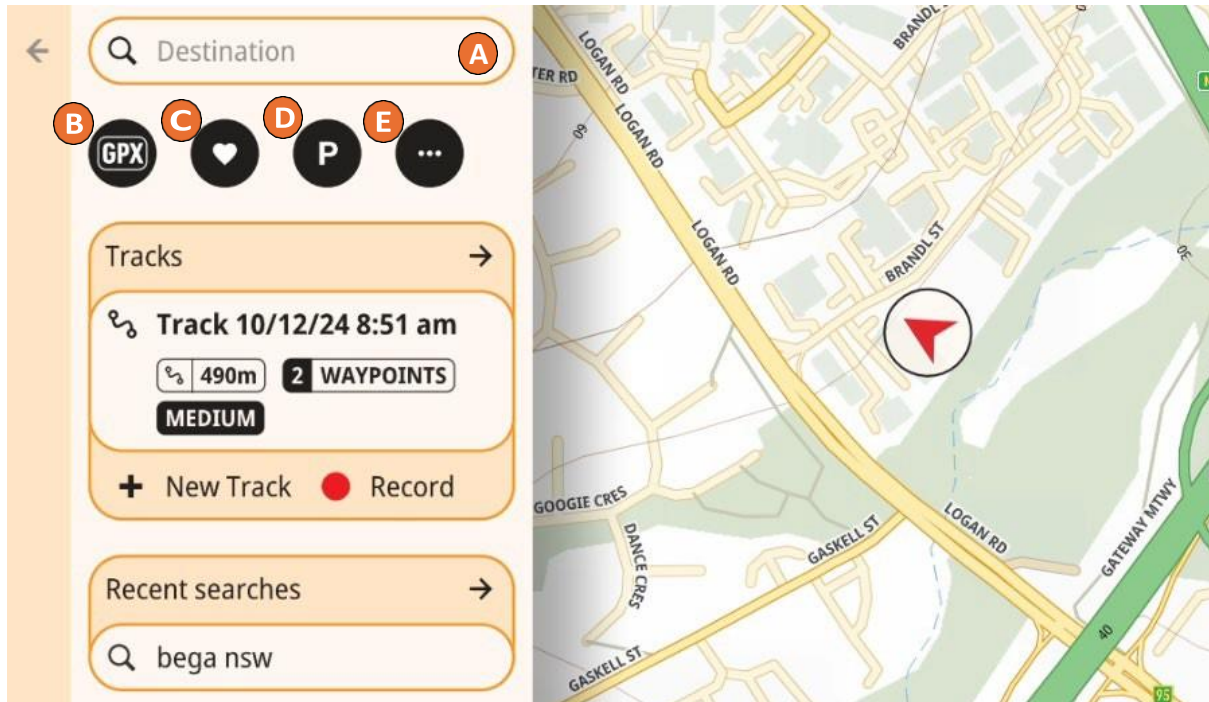 Destination
A
B
C
D
E
GPX
P
Tracks
Track 10/12/24 8:51 am
490m
2 WAYPOINTS
MEDIUM
New Track
Record
Recent searches
bega nsw
LOGAN RD
TER RD
LOGAN RD
60
BRANDL
LOGAN RD
BRANDL ST
30
GOOGIE CRES
DANCE CRES
GASKELL ST
LOGAN RD
GATEWAY MTWY
GASKELL ST
40
95